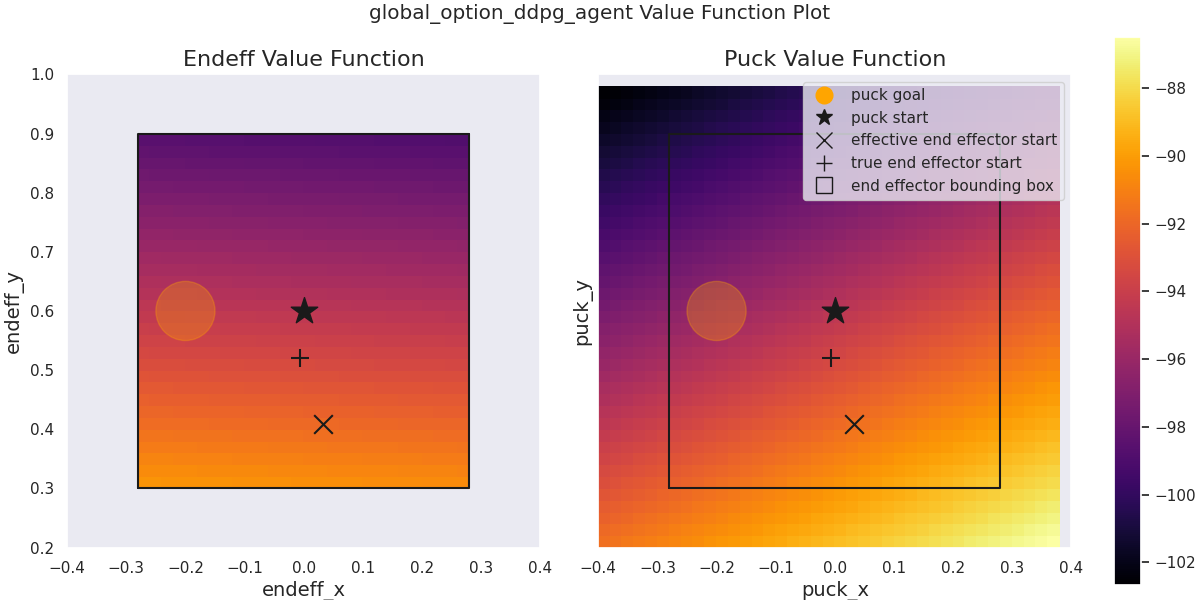 global_option_ddpg_agent Value Function Plot
Endeff Value Function
1.0
0.9
0.8
0.7
0.6
0.5
0.4
0.3
0.2
endeff_y
−0.4 −0.3 −0.2 −0.1 0.0 0.1 0.2 0.3 0.4
endeff_x
Puck Value Function
puck goal
puck start
effective end effector start
true end effector start
end effector bounding box
puck_y
−0.4 −0.3 −0.2 −0.1 0.0 0.1 0.2 0.3 0.4
puck_x
−88
−90
−92
−94
−96
−98
−100
−102